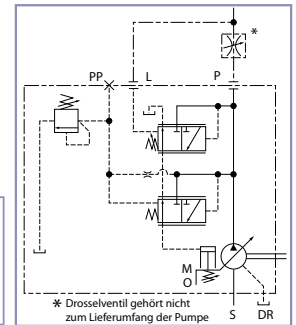 *
PP L P
M
O
S DR
* Drosselventil gehört nicht
zum Lieferumfang der Pumpe